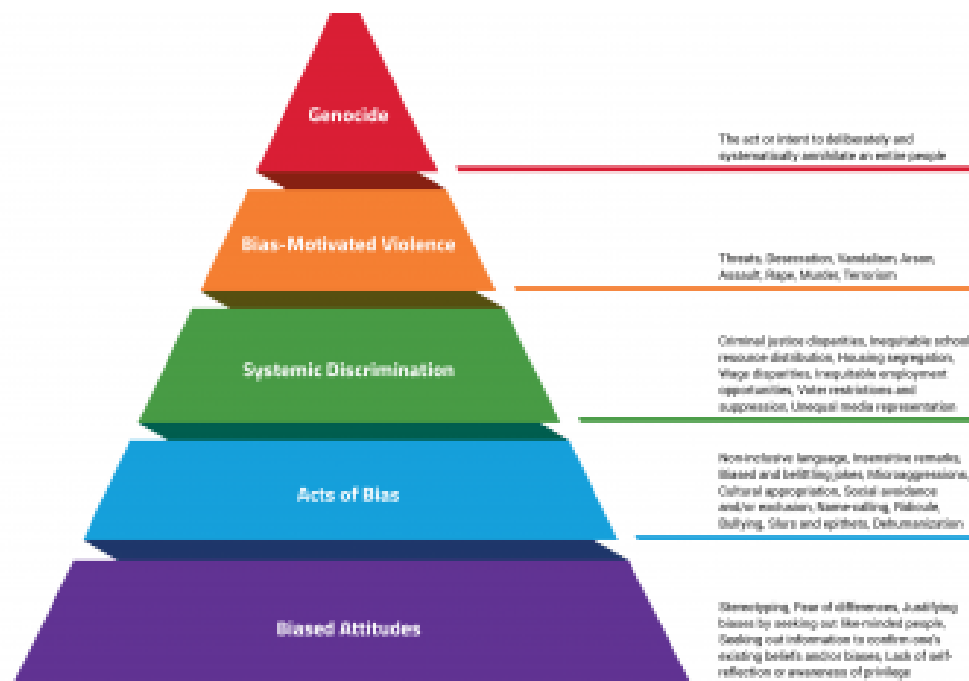 Genocide
The act or intent to deliberately and
systematically annihilate an entire people
Bias-Motivated Violence
Threats, Desecration, Vandalism, Arson,
Assault, Rape, Murder, Terrorism
Systemic Discrimination
Criminal justice disparities, Inequitable school
resource distribution, Housing segregation,
Wage disparities, Inequitable employment
opportunities, Voter restrictions and
suppression, Unequal media representation
Acts of Bias
Non-inclusive language, Insensitive remarks,
Biased and belittling jokes, Microaggressions,
Cultural appropriation, Social avoidance
and/or exclusion, Name-calling, Ridicule,
Bullying, Slurs and epithets, Dehumanization
Biased Attitudes
Stereotyping, Fear of differences, Justifying
biases by seeking out like-minded people,
Seeking out information to confirm one's
existing beliefs and/or biases, Lack of self-
reflection or awareness of privilege